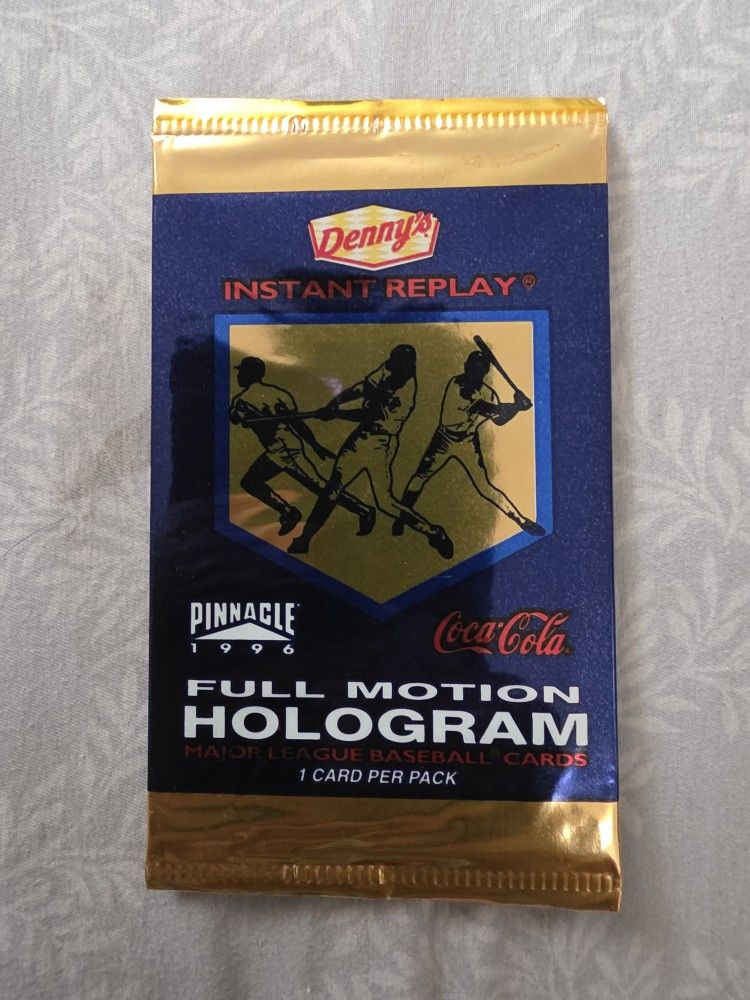 Denny's
INSTANT REPLAY®
PINNACLE
1996
Coca-Cola
FULL MOTION
HOLOGRAM
MAJOR LEAGUE BASEBALL® CARDS
1 CARD PER PACK